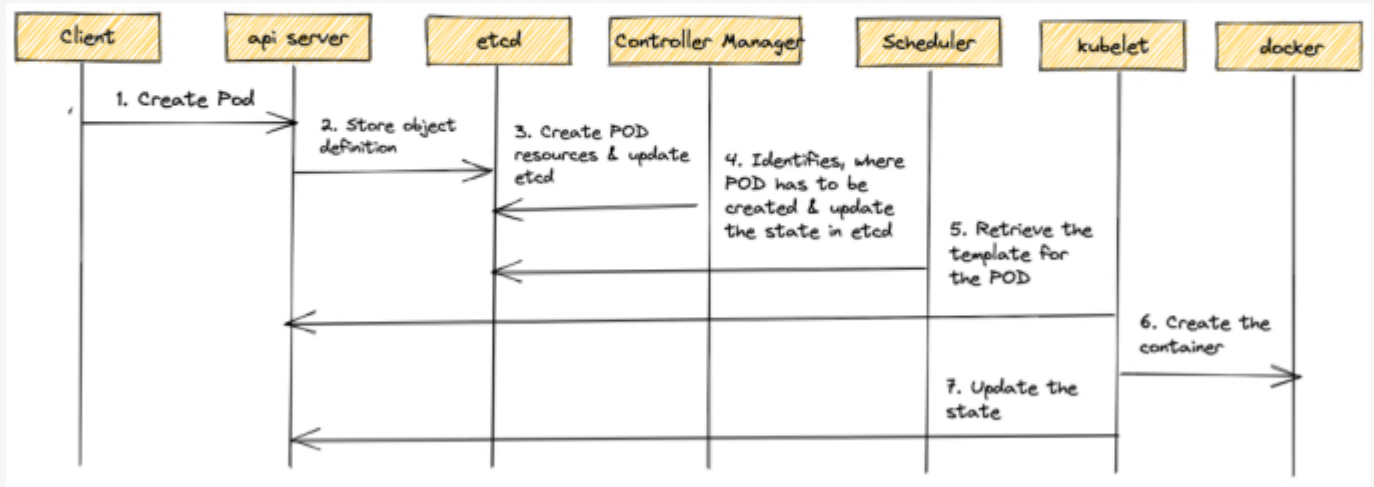 Client
api server
etcd
Controller Manager
Scheduler
kubelet
docker
1. Create Pod
2. Store object
definition
3. Create POD
resources & update
etcd
4. Identifies, where
POD has to be
created & update
the state in etcd
5. Retrieve the
template for
the POD
6. Create the
container
7. Update the
state